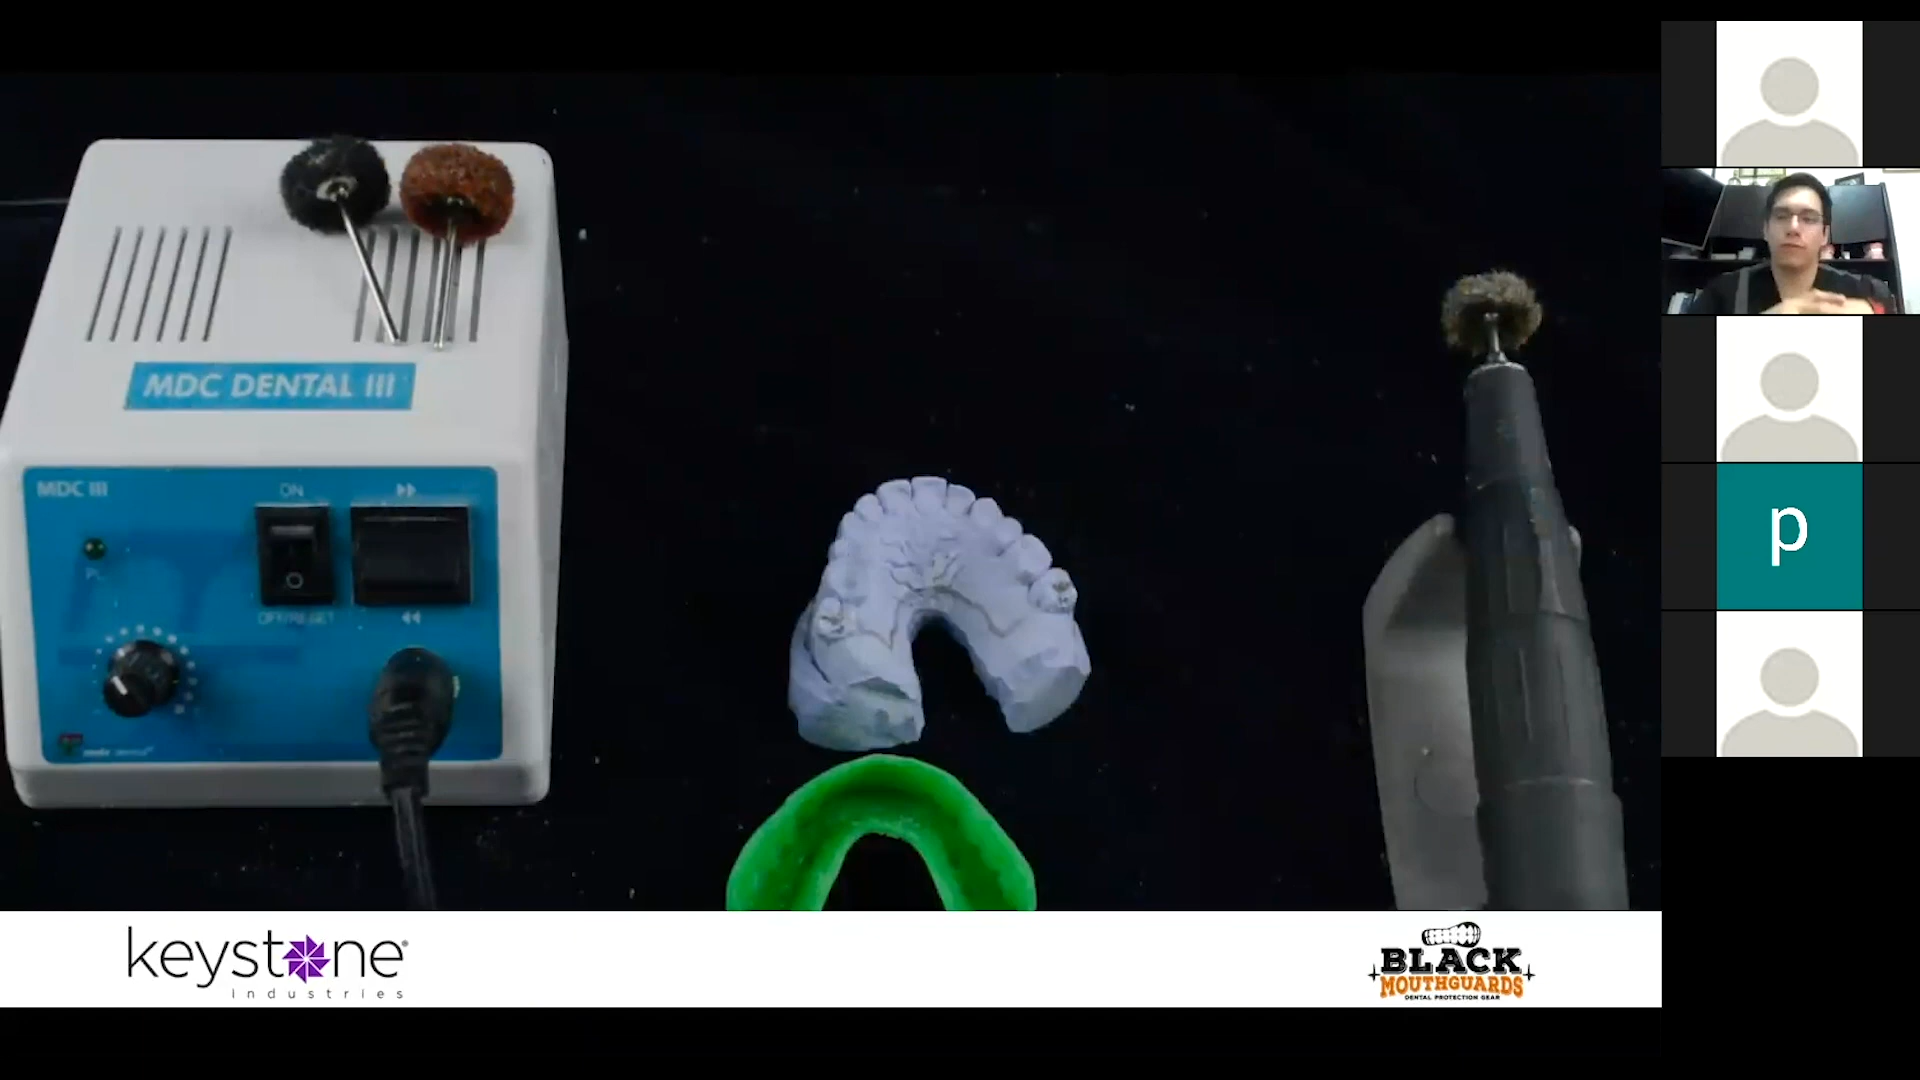 MDC DENTAL III
MDC III
ON
OFF/RESET
p
keystone
industries
BLACK
MOUTHGUARDS
DENTAL PROTECTION GEAR